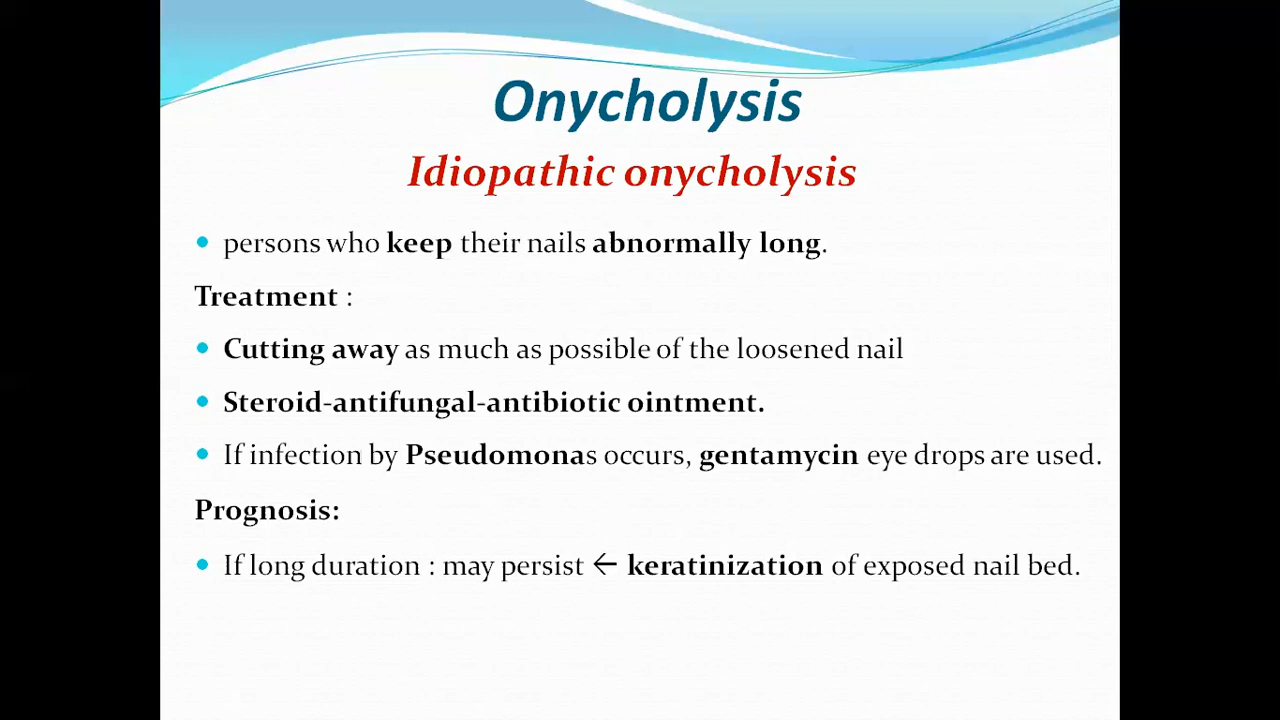 Onycholysis
Idiopathic onycholysis
• persons who keep their nails abnormally long.
Treatment :
• Cutting away as much as possible of the loosened nail
• Steroid-antifungal-antibiotic ointment.
• If infection by Pseudomonas occurs, gentamycin eye drops are used.
Prognosis:
• If long duration : may persist ← keratinization of exposed nail bed.